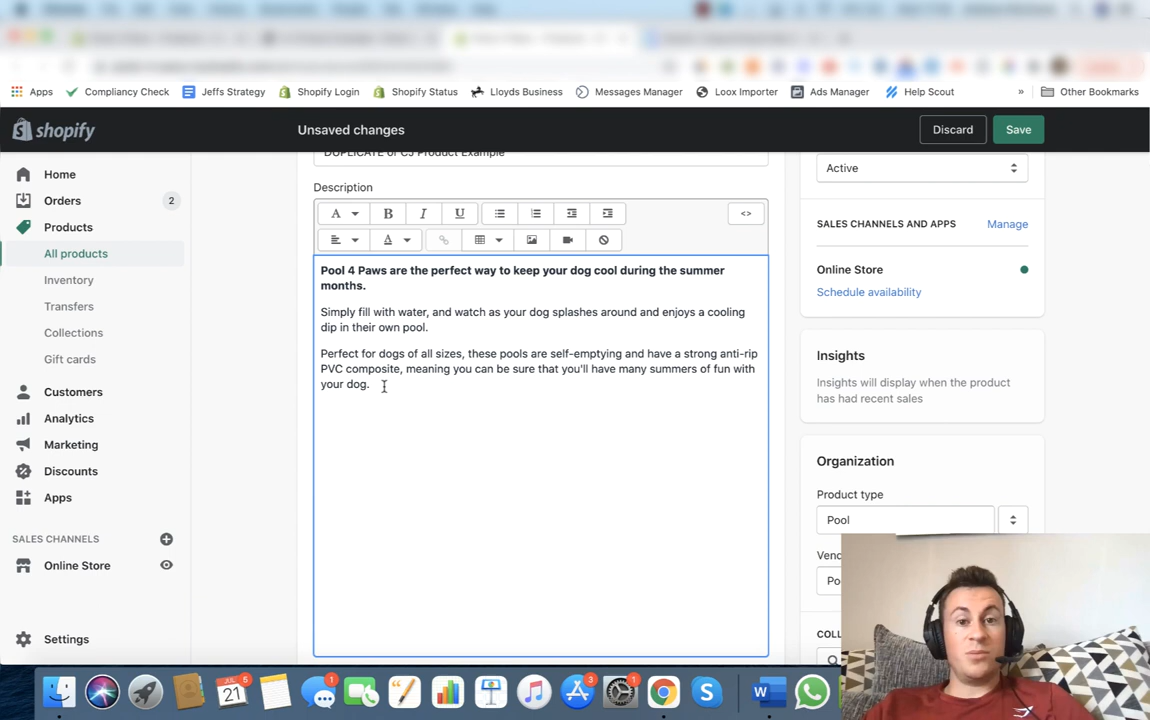 Apps
Compliancy Check
Jeffs Strategy
Shopify Login
Shopify Status
Lloyds Business
Messages Manager
Loox Importer
Ads Manager
Help Scout
»
Other Bookmarks
shopify
Unsaved changes
Discard
Save
Home
Orders
2
Products
All products
Inventory
Transfers
Collections
Gift cards
Customers
Analytics
Marketing
Discounts
Apps
SALES CHANNELS
Online Store
Settings
DUPLICATE of CJ Product Example
Description
A
B
I
U
<>
A
Pool 4 Paws are the perfect way to keep your dog cool during the summer
months.
Simply fill with water, and watch as your dog splashes around and enjoys a cooling
dip in their own pool.
Perfect for dogs of all sizes, these pools are self-emptying and have a strong anti-rip
PVC composite, meaning you can be sure that you'll have many summers of fun with
your dog.
Active
SALES CHANNELS AND APPS
Manage
Online Store
Schedule availability
Insights
Insights will display when the product
has had recent sales
Organization
Product type
Pool
JUL
21
5
1
3
1
W
S